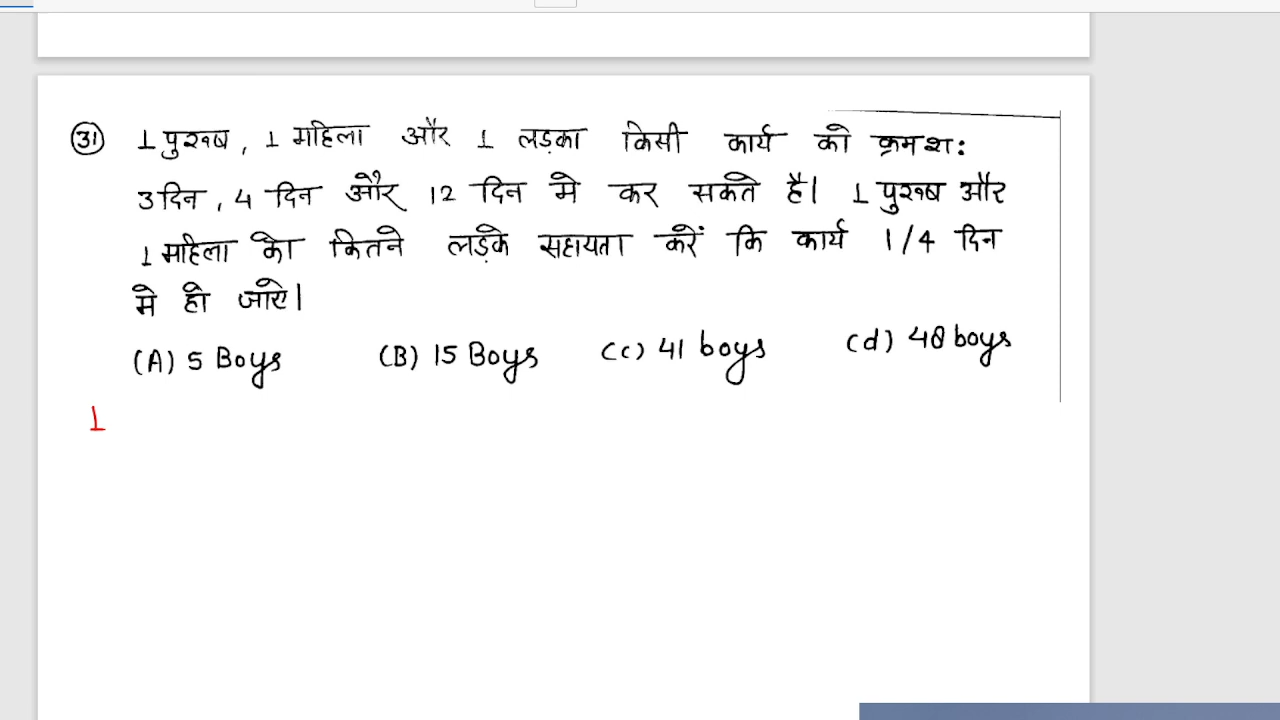 (31) 1 पुरूष, 1 महिला और 1 लड़का किसी कार्य को क्रमश:
3 दिन, 4 दिन और 12 दिन मे कर सकते है। 1 पुरूष और
1 महिला को कितने लड़के सहायता करें कि कार्य 1/4 दिन
मे हो जाऐ।
(A) 5 Boys (B) 15 Boys (C) 41 boys (d) 48 boys
1